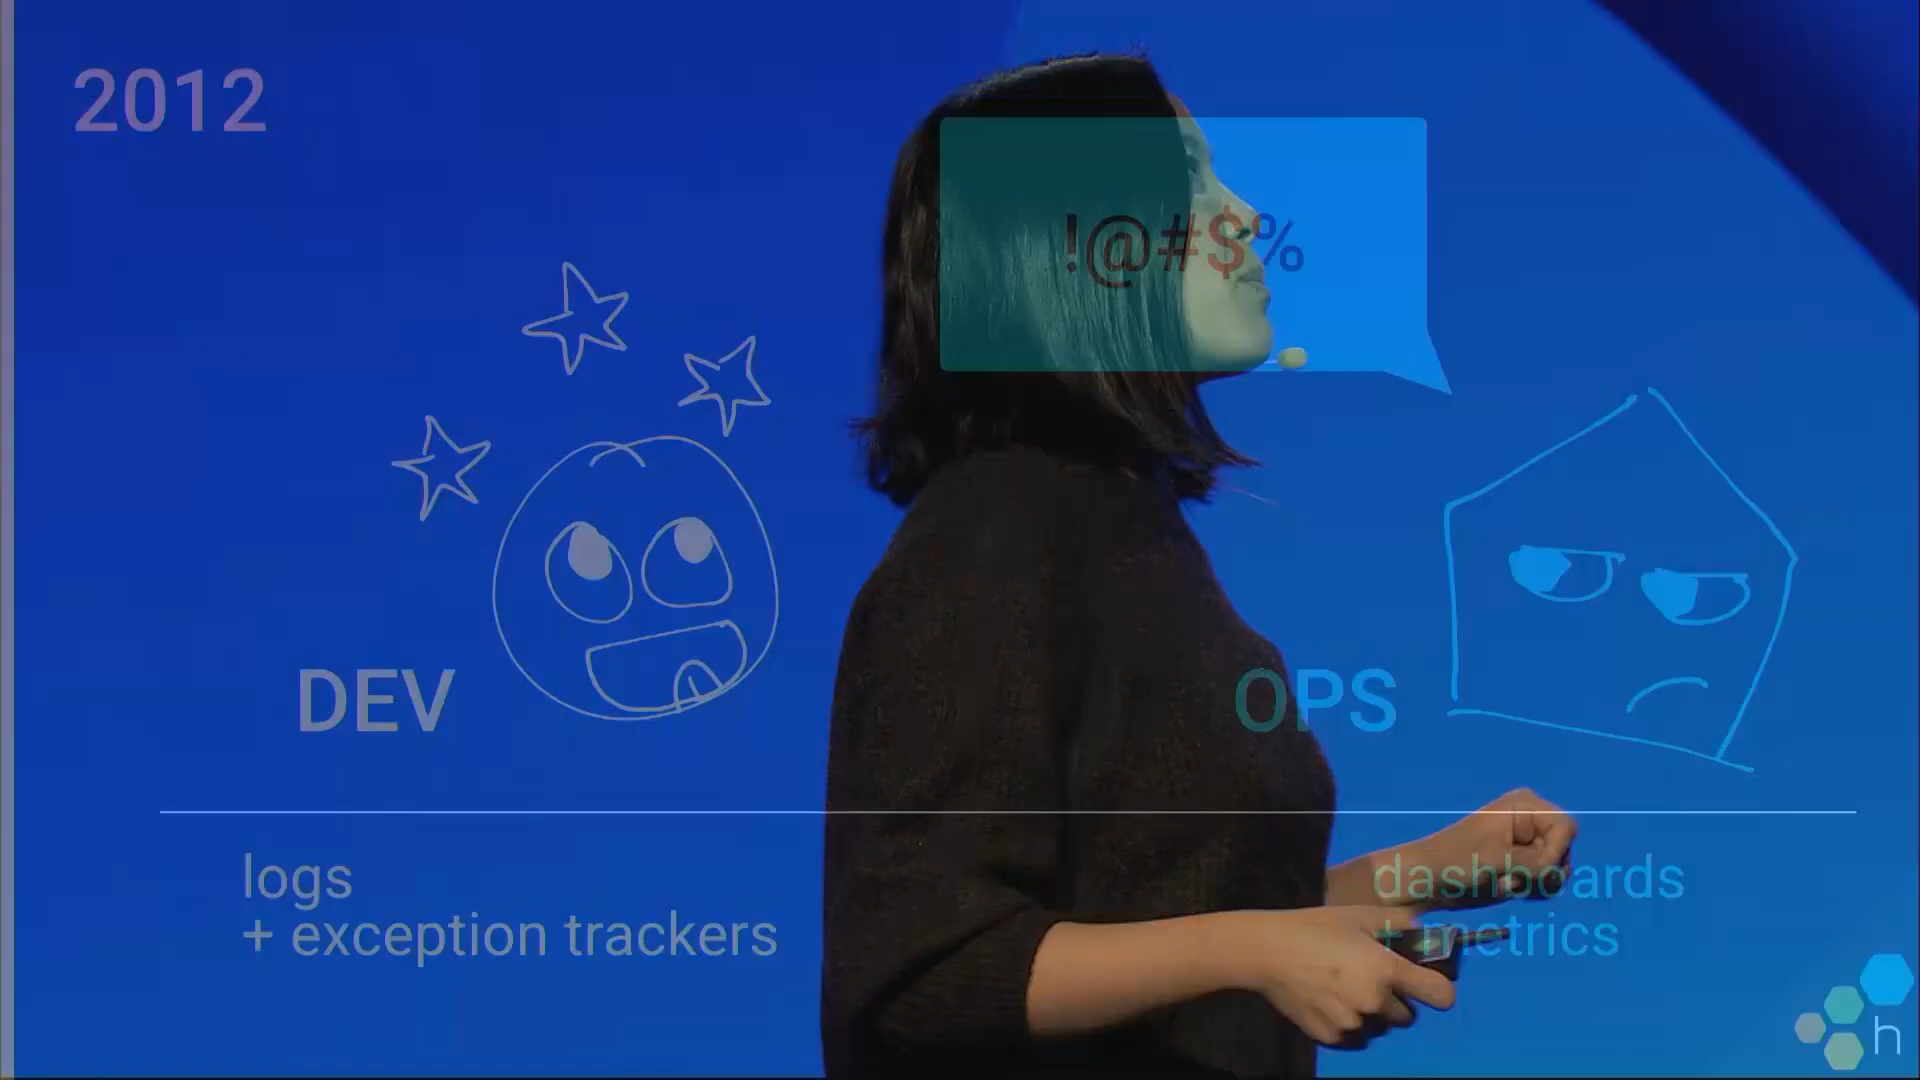 2012
!@#$%
DEV
OPS
logs
+ exception trackers
dashboards
+ metrics
h